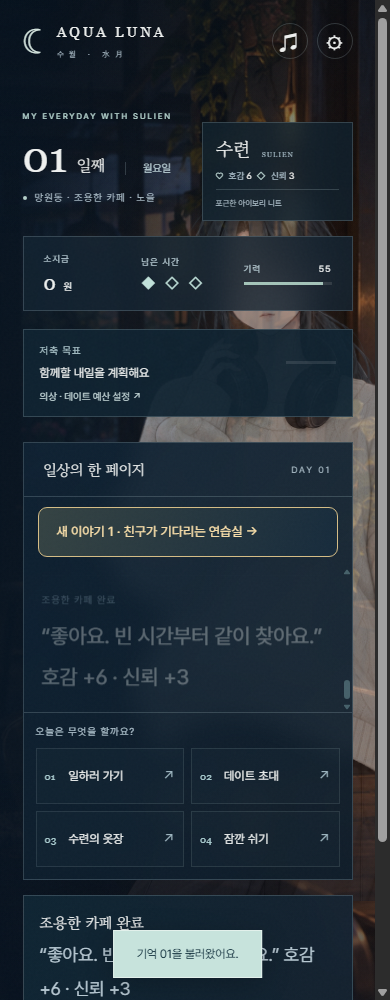 AQUA LUNA
수월 · 水月
MY EVERYDAY WITH SULIEN
01 일째 월요일
망원동 · 조용한 카페 · 노을
수련 SULIEN
♡ 호감 6 ◇ 신뢰 3
포근한 아이보리 니트
소지금
0 원
남은 시간
기력 55
저축 목표
함께할 내일을 계획해요
의상 · 데이트 예산 설정 ↗
일상의 한 페이지 DAY 01
새 이야기 1 · 친구가 기다리는 연습실 →
조용한 카페 완료
“좋아요. 빈 시간부터 같이 찾아요.”
호감 +6 · 신뢰 +3
오늘은 무엇을 할까요?
01 일하러 가기 ↗
02 데이트 초대 ↗
03 수련의 옷장 ↗
04 잠깐 쉬기 ↗
조용한 카페 완료
“좋아요. 빈 요.” 호감
+6 · 신뢰 +3
기억 01을 불러왔어요.